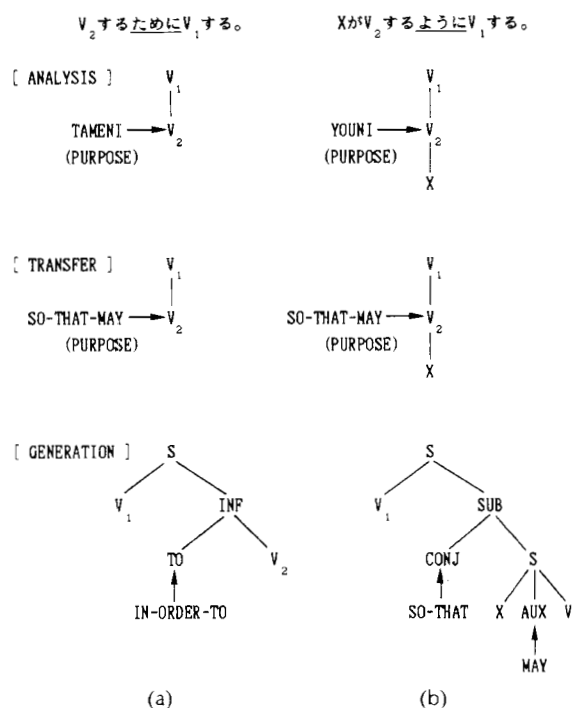 V₂するためにV₁する。 XがV₂するようにV₁する。
[ ANALYSIS ] V₁ V₁
TAMENI V₂ YOUNI V₂
(PURPOSE) (PURPOSE)
X
[ TRANSFER ] V₁ V₁
SO-THAT-MAY V₂ SO-THAT-MAY V₂
(PURPOSE) (PURPOSE)
X
[ GENERATION ] S S
V₁ INF V₁ SUB
TO V₂ CONJ S
IN-ORDER-TO SO-THAT X AUX V
MAY
(a) (b)